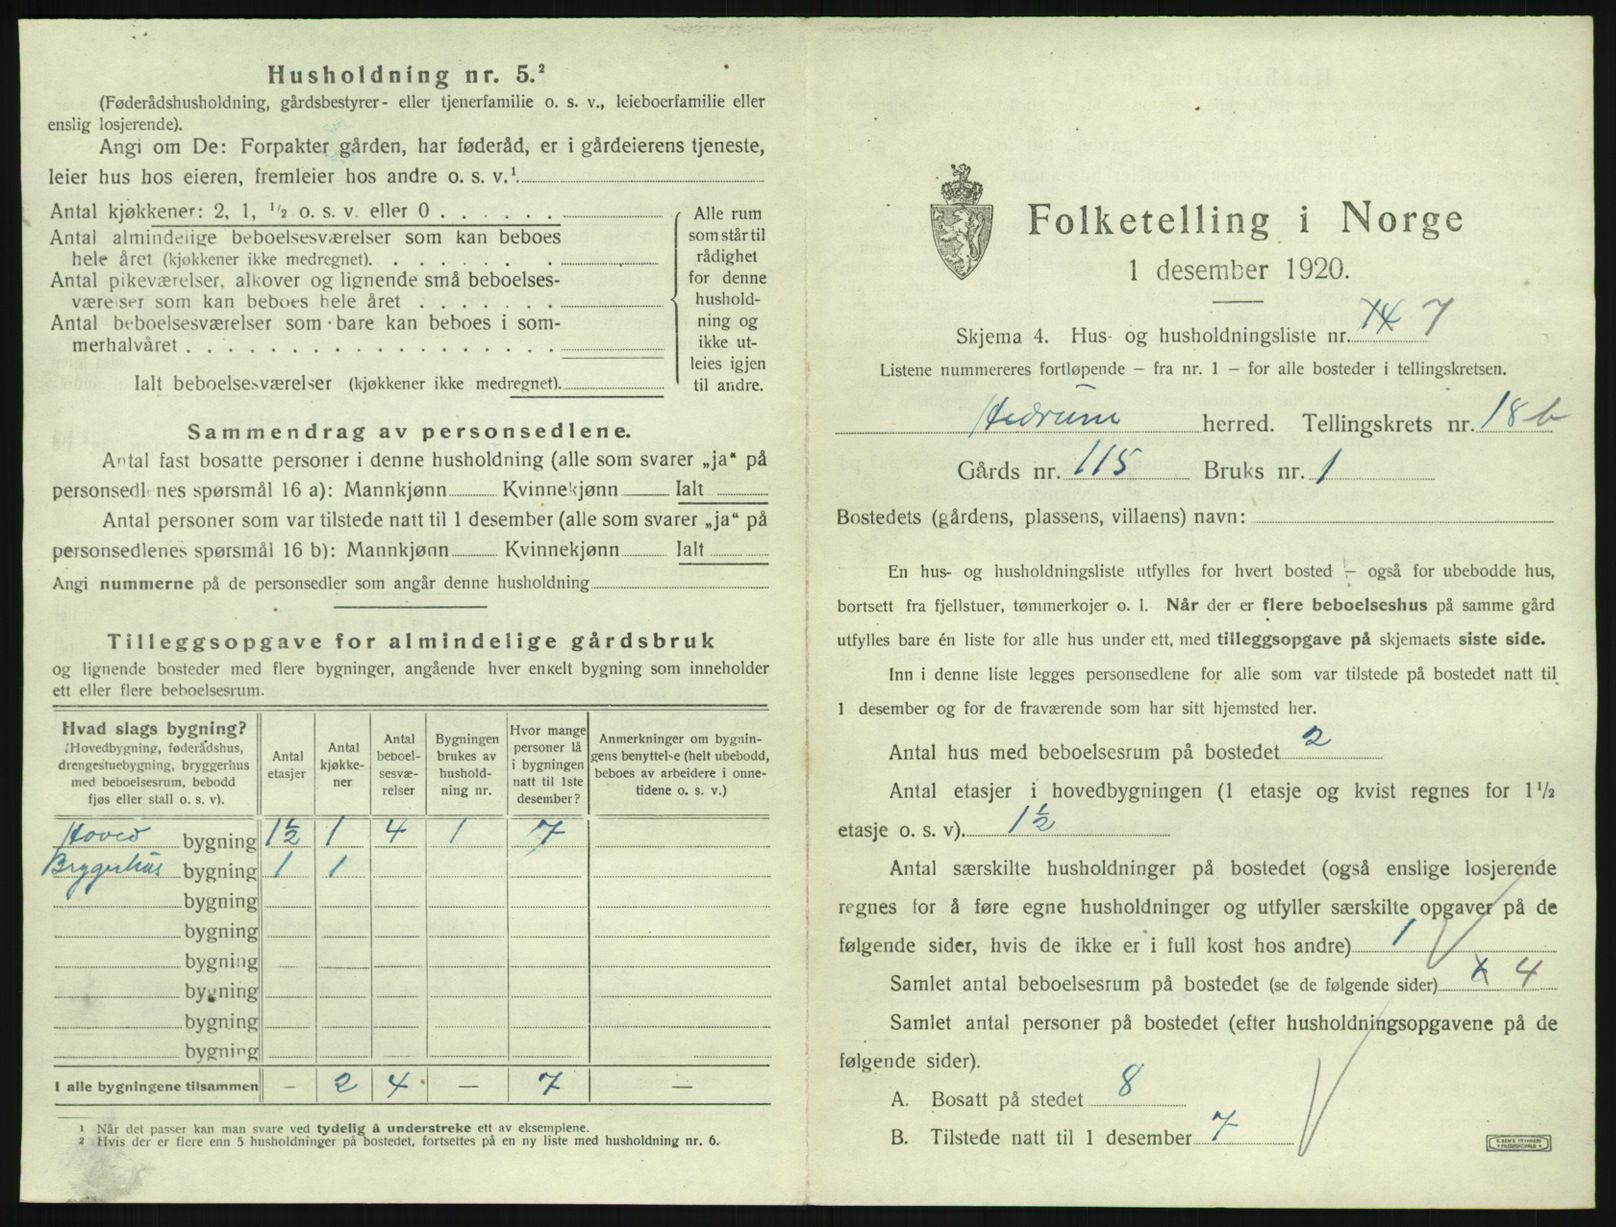 Husholdning nr. 5.²
(Føderådshusholdning, gårdsbestyrer- eller tjenerfamilie o. s. v., leieboerfamilie eller
enslig losjerende).
Angi om De: Forpakter gården, har føderåd, er i gårdeierens tjeneste,
leier hus hos eieren, fremleier hos andre o. s. v.¹
Antal kjøkkener: 2, 1, ½ o. s. v. eller 0
Antal almindelige beboelsesværelser som kan beboes
hele året (kjøkkener ikke medregnet).
Antal pikeværelser, alkover og lignende små beboelses-
værelser som kan beboes hele året
Antal beboelsesværelser som bare kan beboes i som-
merhalvåret
Ialt beboelsesværelser (kjøkkener ikke medregnet).
Alle rum
som står til
rådighet
for denne
hushold-
ning og
ikke ut-
leies igjen
til andre.
Sammendrag av personsedlene.
Antal fast bosatte personer i denne husholdning (alle som svarer „ja“ på
personsedlenes spørsmål 16 a): Mannkjønn Kvinnekjønn Ialt
Antal personer som var tilstede natt til 1 desember (alle som svarer „ja“ på
personsedlenes spørsmål 16 b): Mannkjønn Kvinnekjønn Ialt
Angi nummerne på de personsedler som angår denne husholdning
Tilleggsopgave for almindelige gårdsbruk
og lignende bosteder med flere bygninger, angående hver enkelt bygning som inneholder
ett eller flere beboelsesrum.
Hvad slags bygning?
(Hovedbygning, føderådshus,
drengestuebygning, bryggerhus
med beboelsesrum, bebodd
fjøs eller stall o. s. v).
Antal
etasjer
Antal
kjøkke-
ner
Antal
beboel-
sesvæ-
relser
Bygningen
brukes av
hushold-
ning nr.
Hvor mange
personer lå
i bygningen
natt til 1ste
desember?
Anmerkninger om bygnin-
gens benyttelse (helt ubebodd,
beboes av arbeidere i onne-
tidene o. s. v.)
Hoved bygning 1½ 1 4 1 7
Bryggerhus bygning 1 1
bygning
bygning
bygning
bygning
bygning
bygning
I alle bygningene tilsammen — 2 4 — 7 —
¹ Når det passer kan man svare ved tydelig å understreke ett av eksemplene.
² Hvis der er flere enn 5 husholdninger på bostedet, fortsettes på en ny liste med husholdning nr. 6.
Folketelling i Norge
1 desember 1920.
Skjema 4. Hus- og husholdningsliste nr. 7
Listene nummereres fortløpende – fra nr. 1 – for alle bosteder i tellingskretsen.
Hedrum herred. Tellingskrets nr. 18 b
Gårds nr. 115 Bruks nr. 1
Bostedets (gårdens, plassens, villaens) navn:
En hus- og husholdningsliste utfylles for hvert bosted – også for ubebodde hus,
bortsett fra fjellstuer, tømmerkojer o. l. Når der er flere beboelseshus på samme gård
utfylles bare én liste for alle hus under ett, med tilleggsopgave på skjemaets siste side.
Inn i denne liste legges personsedlene for alle som var tilstede på bostedet natt til
1 desember og for de fraværende som har sitt hjemsted her.
Antal hus med beboelsesrum på bostedet 2
Antal etasjer i hovedbygningen (1 etasje og kvist regnes for 1½
etasje o. s. v). 1½
Antal særskilte husholdninger på bostedet (også enslige losjerende
regnes for å føre egne husholdninger og utfyller særskilte opgaver på de
følgende sider, hvis de ikke er i full kost hos andre) 1
Samlet antal beboelsesrum på bostedet (se de følgende sider) 4
Samlet antal personer på bostedet (efter husholdningsopgavene på de
følgende sider).
A. Bosatt på stedet 8
B. Tilstede natt til 1 desember 7